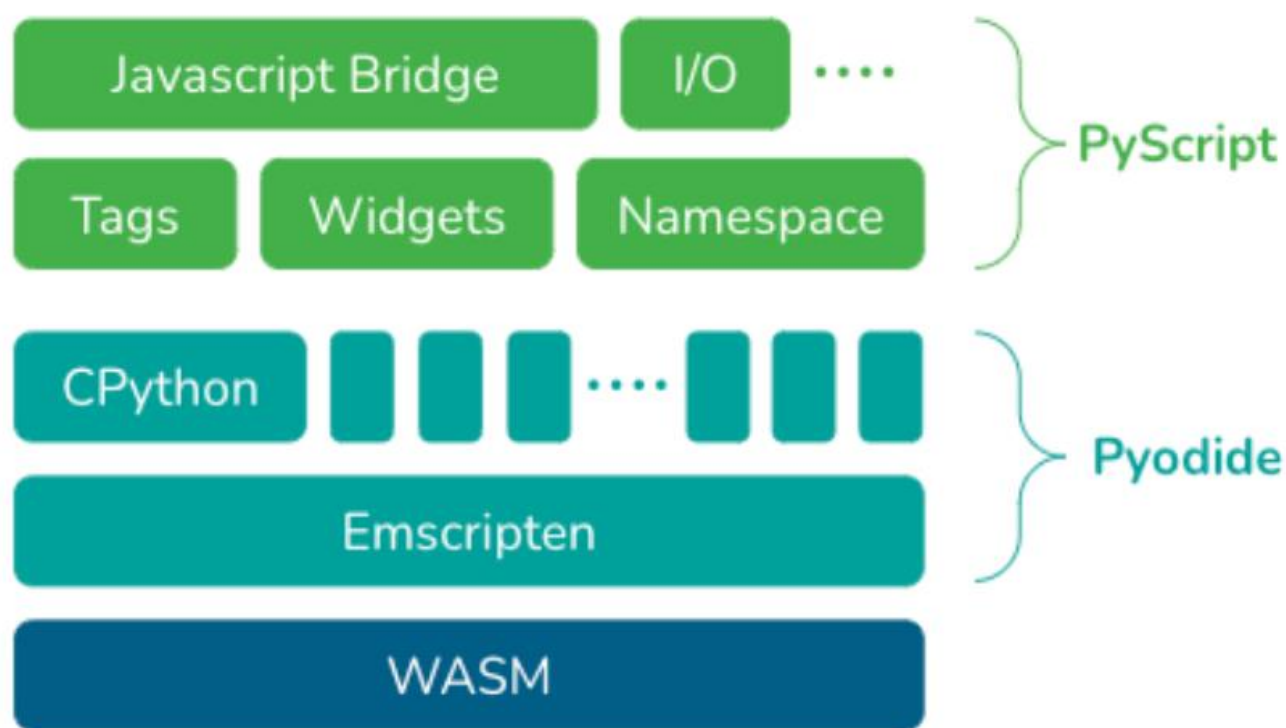 Javascript Bridge I/O ....
PyScript
Tags Widgets Namespace
CPython ....
Pyodide
Emscripten
WASM